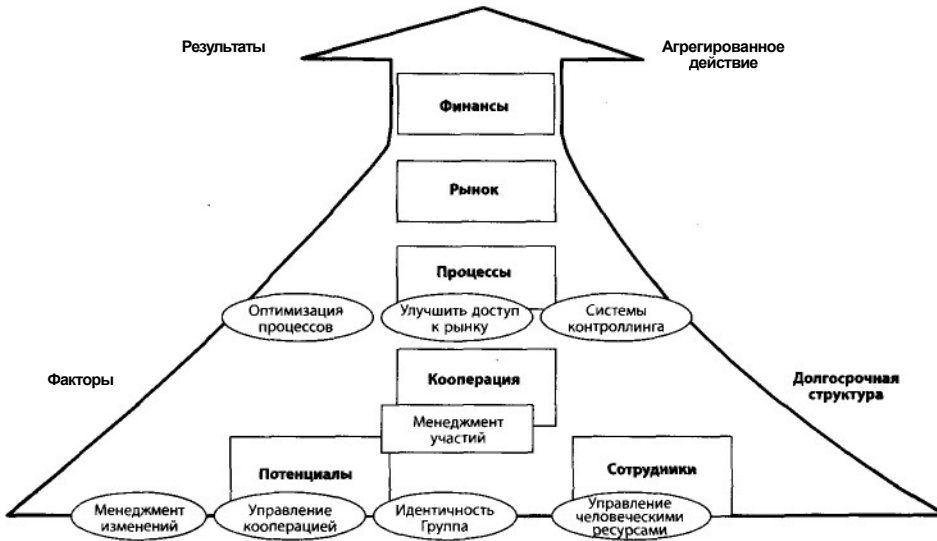 Результаты
Агрегированное
действие
Финансы
Рынок
Процессы
Оптимизация
процессов
Улучшить доступ
к рынку
Системы
контроллинга
Факторы
Кооперация
Долгосрочная
структура
Менеджмент
участий
Потенциалы
Сотрудники
Менеджмент
изменений
Управление
кооперацией
Идентичность
Группа
Управление
человеческими
ресурсами